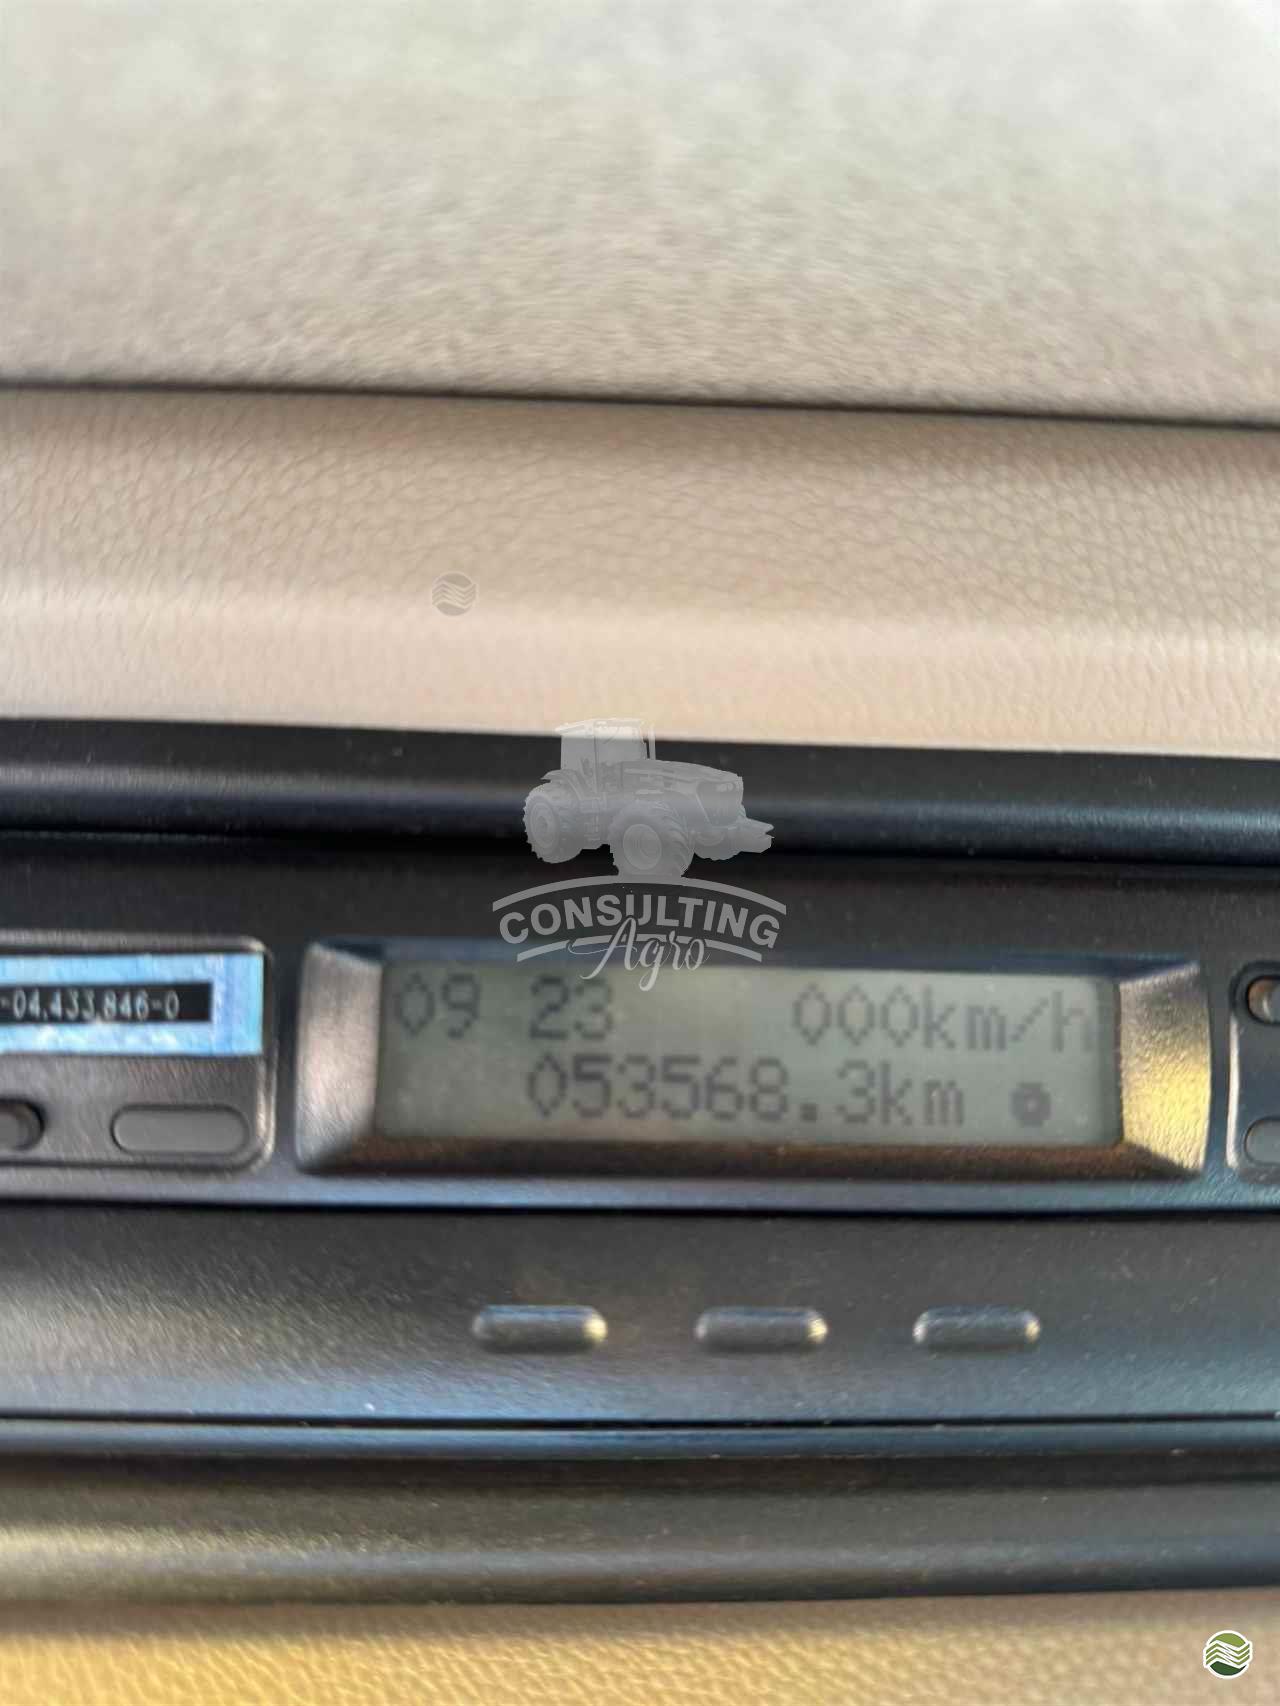 CONSULTING
Agro
-04.433.846-0
09 23 000km/h
053568.3km